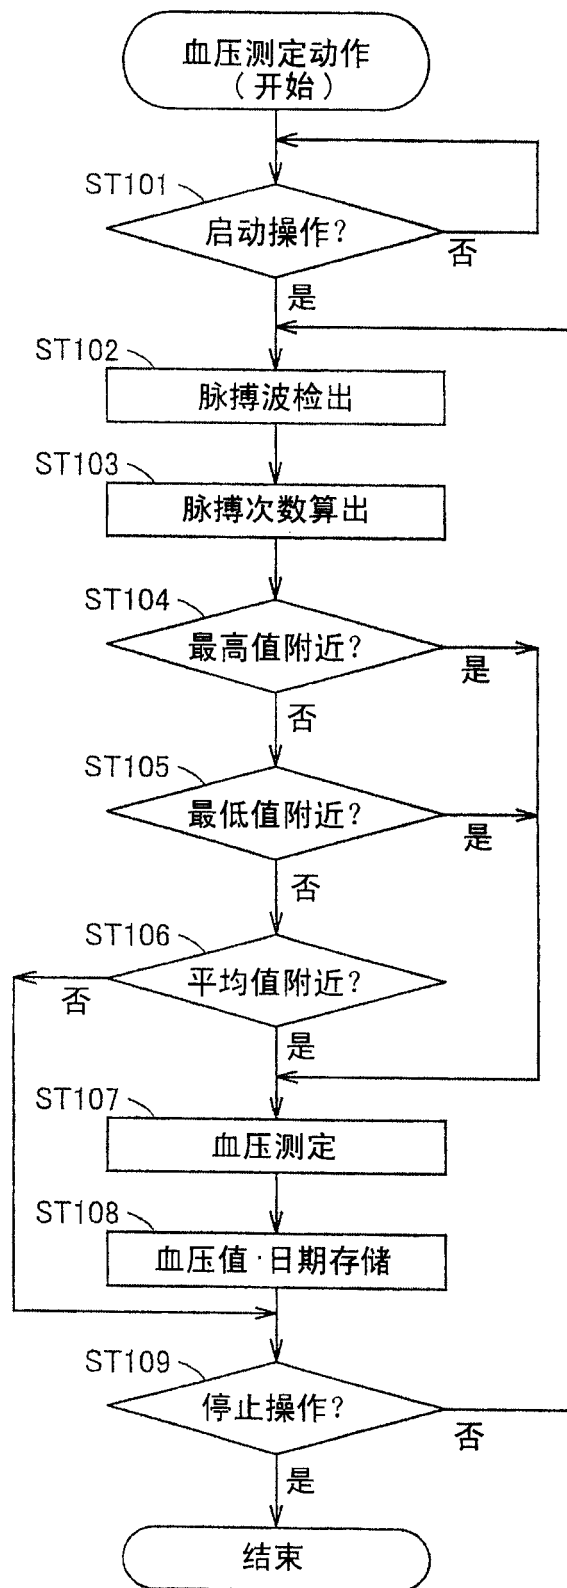 血压测定动作
(开始)
ST101
启动操作?
否
是
ST102
脉搏波检出
ST103
脉搏次数算出
ST104
最高值附近?
是
否
ST105
最低值附近?
是
否
ST106
平均值附近?
否
是
ST107
血压测定
ST108
血压值·日期存储
ST109
停止操作?
否
是
结束